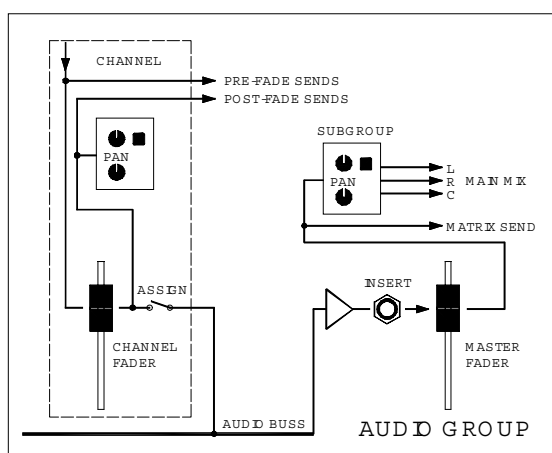 CHANNEL
PRE-FADE SENDS
POST-FADE SENDS
PAN
SUBGROUP
PAN
L
R MAIN MIX
C
MATRIX SEND
ASSIGN
INSERT
CHANNEL
FADER
MASTER
FADER
AUDIO BUSS
AUDIO GROUP